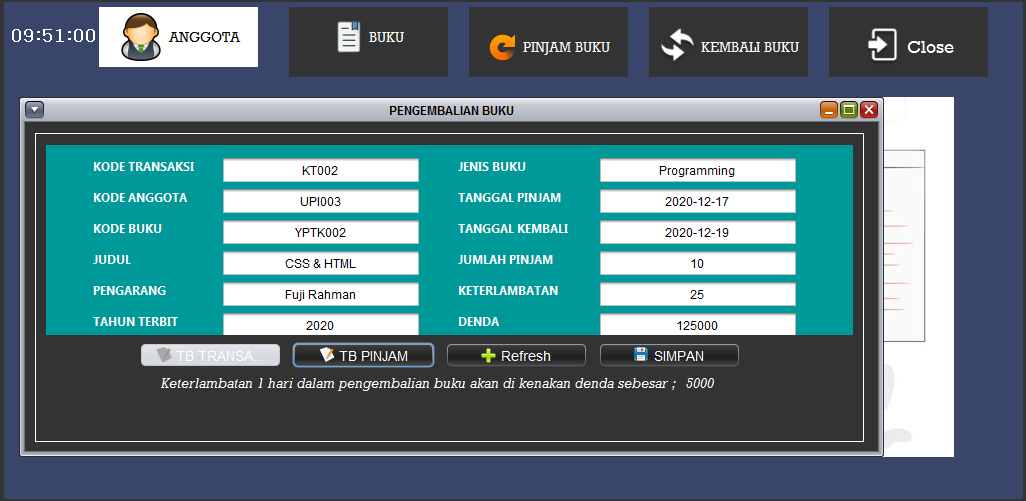 09:51:00
ANGGOTA
BUKU
PINJAM BUKU
KEMBALI BUKU
Close
PENGEMBALIAN BUKU
KODE TRANSAKSI KT002
JENIS BUKU Programming
KODE ANGGOTA UPI003
TANGGAL PINJAM 2020-12-17
KODE BUKU YPTK002
TANGGAL KEMBALI 2020-12-19
JUDUL CSS & HTML
JUMLAH PINJAM 10
PENGARANG Fuji Rahman
KETERLAMBATAN 25
TAHUN TERBIT 2020
DENDA 125000
TB TRANSA...
TB PINJAM
Refresh
SIMPAN
Keterlambatan 1 hari dalam pengembalian buku akan di kenakan denda sebesar ; 5000